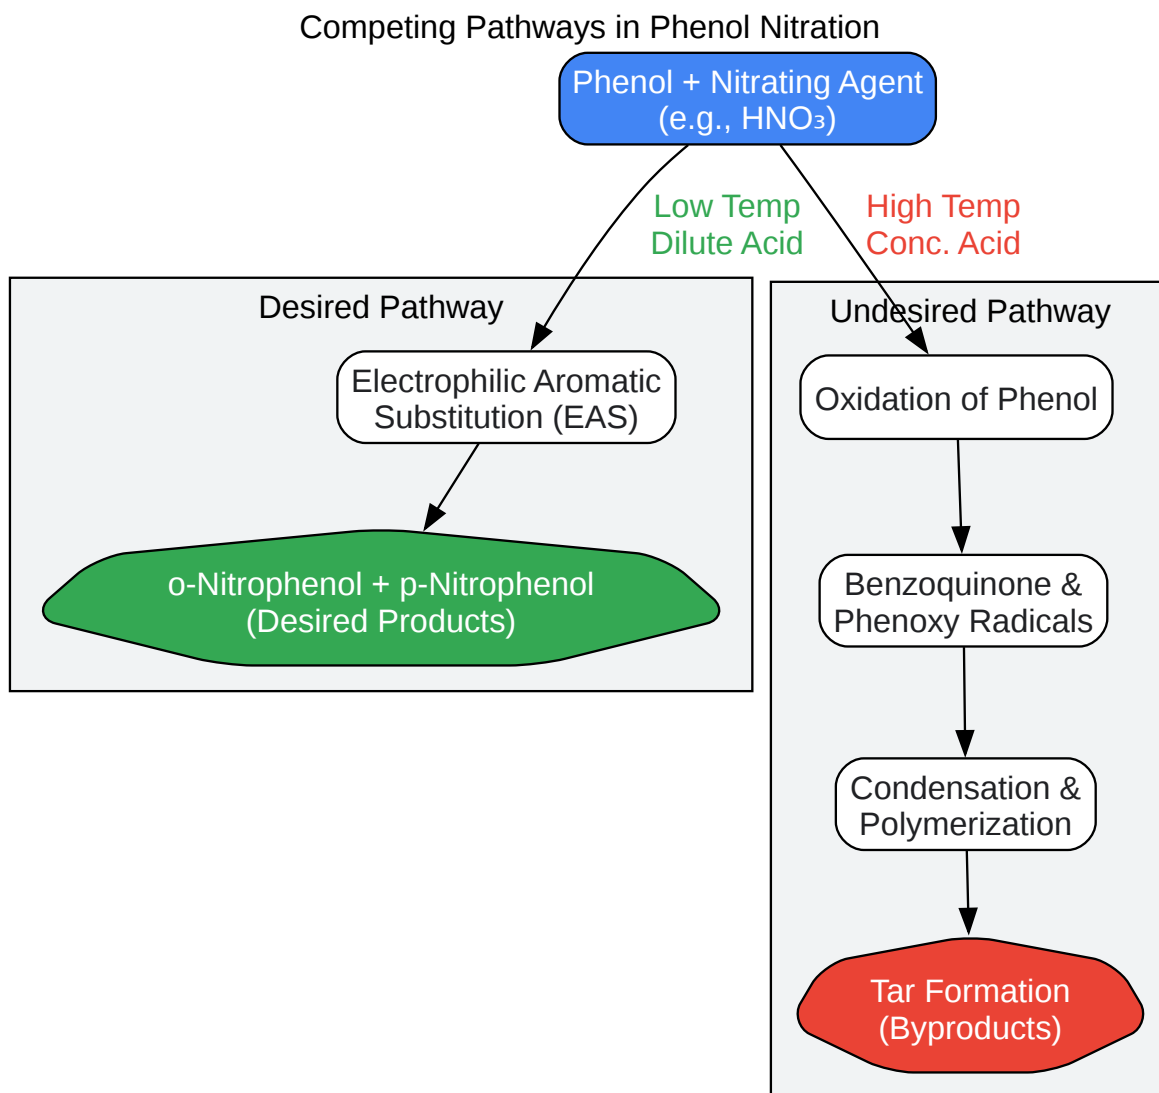 Competing Pathways in Phenol Nitration
Phenol + Nitrating Agent
(e.g., HNO₃)
Low Temp
Dilute Acid
High Temp
Conc. Acid
Desired Pathway
Electrophilic Aromatic
Substitution (EAS)
o-Nitrophenol + p-Nitrophenol
(Desired Products)
Undesired Pathway
Oxidation of Phenol
Benzoquinone &
Phenoxy Radicals
Condensation &
Polymerization
Tar Formation
(Byproducts)